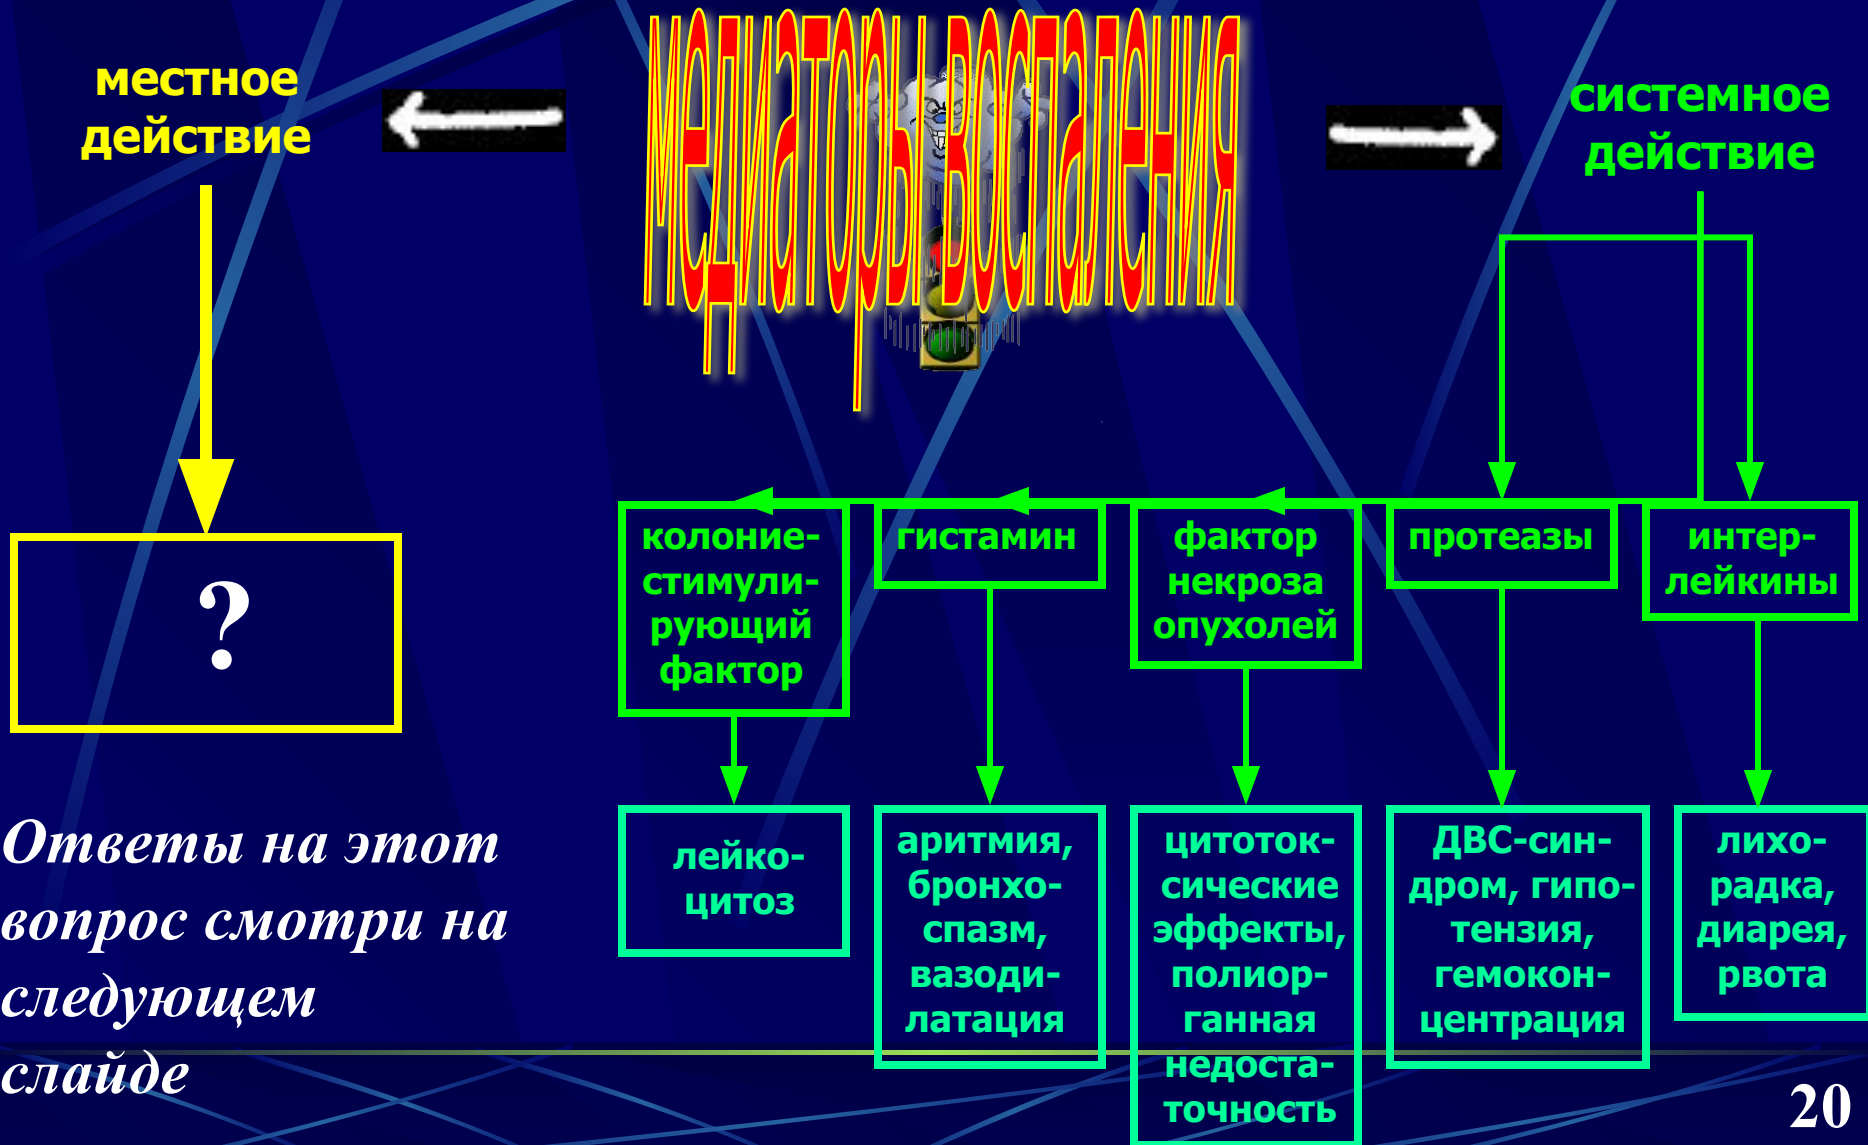 медиаторы воспаления
местное
действие
системное
действие
?
колоние-
стимули-
рующий
фактор
гистамин
фактор
некроза
опухолей
протеазы
интер-
лейкины
лейко-
цитоз
аритмия,
бронхо-
спазм,
вазоди-
латация
цитоток-
сические
эффекты,
полиор-
ганная
недоста-
точность
ДВС-син-
дром, гипо-
тензия,
гемокон-
центрация
лихо-
радка,
диарея,
рвота
Ответы на этот
вопрос смотри на
следующем
слайде
20